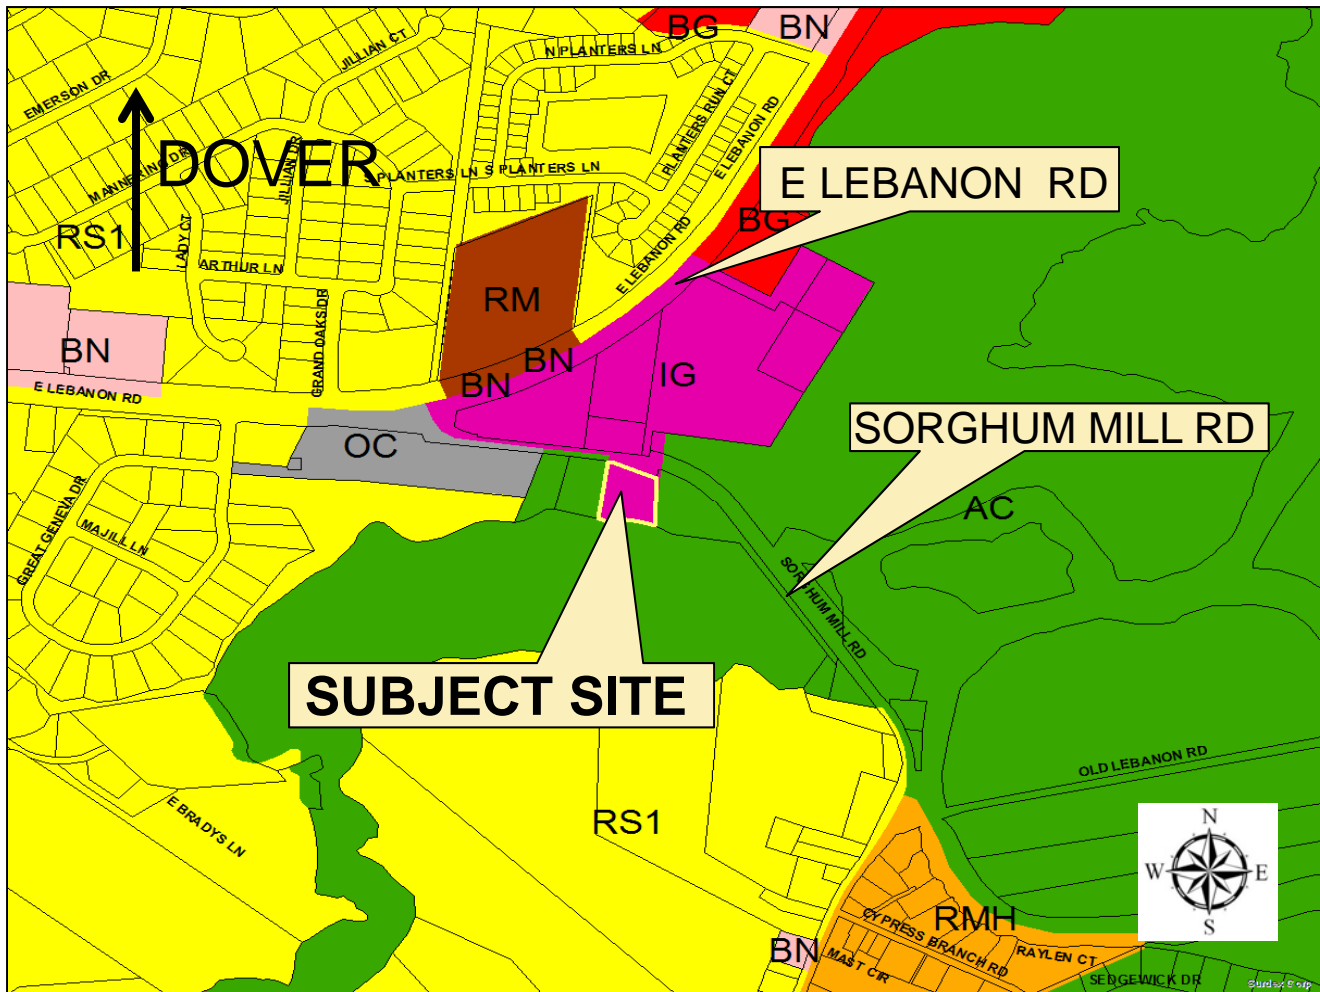 BG
BN
N PLANTERS LN
JILLIAN CT
EMERSON DR
PLANTERS RUN CT
E LEBANON RD
DOVER
MANNERING DR
JILLIAN DR
S PLANTERS LN
S PLANTERS LN
E LEBANON RD
BG
RS1
LADY CT
ARTHUR LN
E LEBANON RD
GRAND OAKS DR
RM
BN
BN
BN
IG
E LEBANON RD
SORGHUM MILL RD
OC
AC
GREAT GENEVA DR
MAJILL LN
SORGHUM MILL RD
SUBJECT SITE
OLD LEBANON RD
E BRADYS LN
RS1
N
W
E
S
RMH
CYPRESS BRANCH RD
RAYLEN CT
BN
MAST CIR
SEDGEWICK DR
Surdex Corp